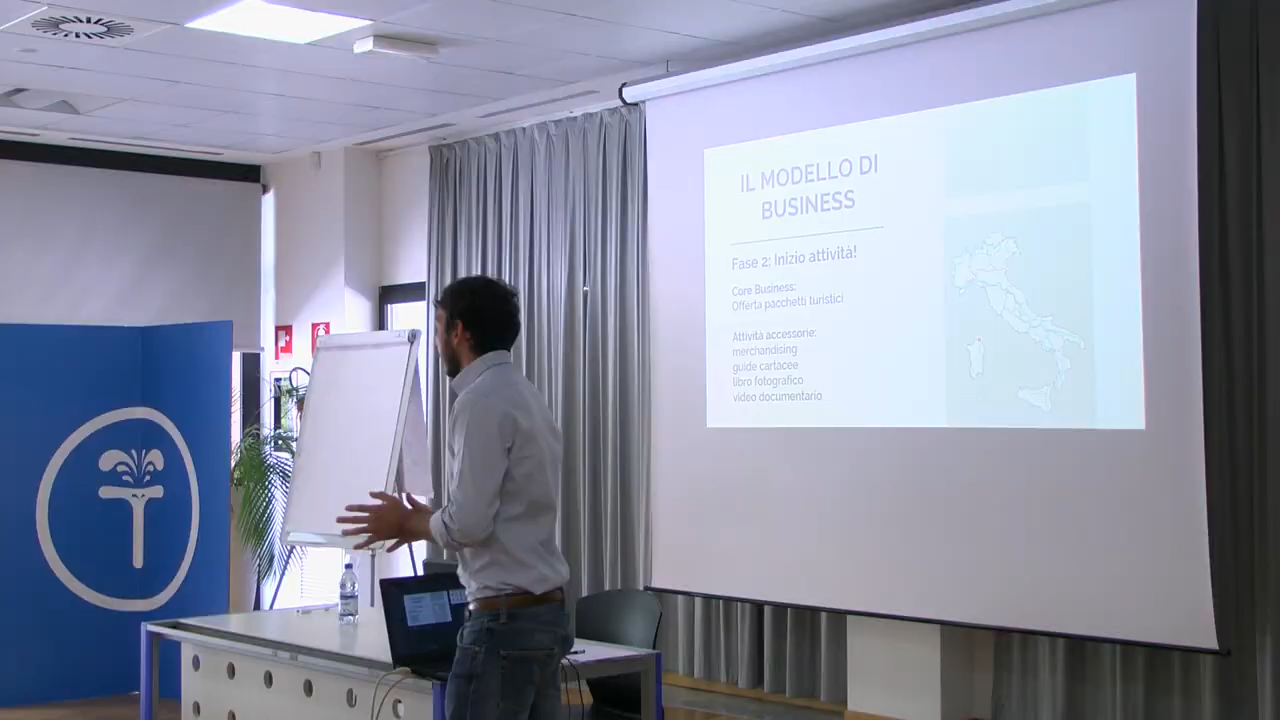 IL MODELLO DI
BUSINESS
Fase 2: Inizio attività!
Core Business:
Offerta pacchetti turistici
Attività accessorie:
merchandising
guide cartacee
libro fotografico
video documentario